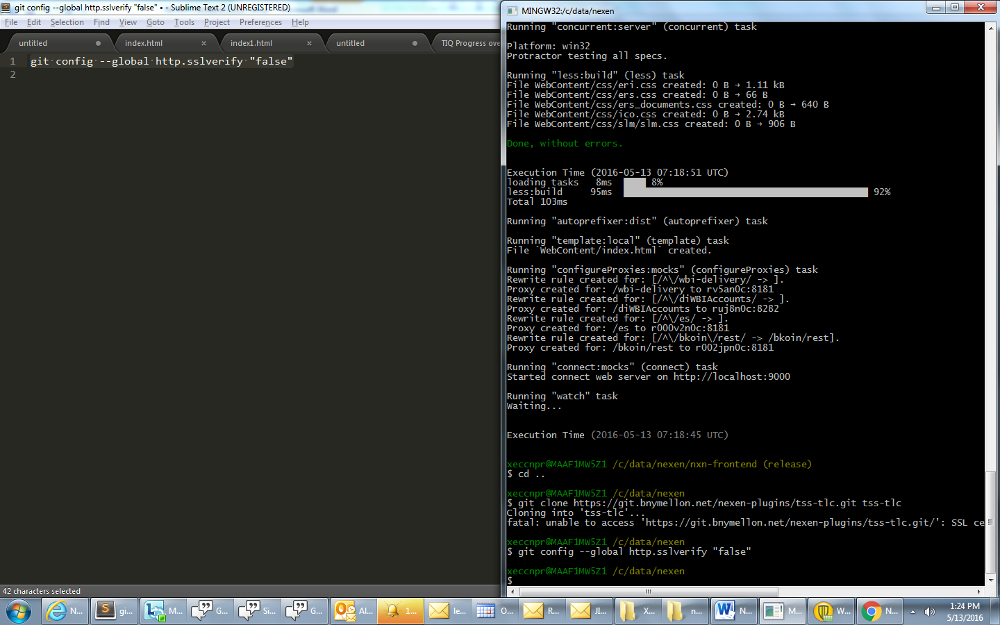 git config --global http.sslverify "false" • - Sublime Text 2 (UNREGISTERED)
File Edit Selection Find View Goto Tools Project Preferences Help
untitled index.html index1.html untitled TIQ Progress ove
1 git config --global http.sslverify "false"
2
42 characters selected
MINGW32:/c/data/nexen
Running "concurrent:server" (concurrent) task
Platform: win32
Protractor testing all specs.
Running "less:build" (less) task
File WebContent/css/eri.css created: 0 B → 1.11 kB
File WebContent/css/ers.css created: 0 B → 66 B
File WebContent/css/ers_documents.css created: 0 B → 640 B
File WebContent/css/ico.css created: 0 B → 2.74 kB
File WebContent/css/slm/slm.css created: 0 B → 906 B
Done, without errors.
Execution Time (2016-05-13 07:18:51 UTC)
loading tasks 8ms 8%
less:build 95ms 92%
Total 103ms
Running "autoprefixer:dist" (autoprefixer) task
Running "template:local" (template) task
File `WebContent/index.html` created.
Running "configureProxies:mocks" (configureProxies) task
Rewrite rule created for: [/^\/wbi-delivery/ -> ].
Proxy created for: /wbi-delivery to rv5an0c:8181
Rewrite rule created for: [/^\/diWBIAccounts/ -> ].
Proxy created for: /diWBIAccounts to ruj8n0c:8282
Rewrite rule created for: [/^\/es/ -> ].
Proxy created for: /es to r000v2n0c:8181
Rewrite rule created for: [/^\/bkoin\/rest/ -> /bkoin/rest].
Proxy created for: /bkoin/rest to r002jpn0c:8181
Running "connect:mocks" (connect) task
Started connect web server on http://localhost:9000
Running "watch" task
Waiting...
Execution Time (2016-05-13 07:18:45 UTC)
xeccnpr@MAAF1MW5Z1 /c/data/nexen/nxn-frontend (release)
$ cd ..
xeccnpr@MAAF1MW5Z1 /c/data/nexen
$ git clone https://git.bnymellon.net/nexen-plugins/tss-tlc.git tss-tlc
Cloning into 'tss-tlc'...
fatal: unable to access 'https://git.bnymellon.net/nexen-plugins/tss-tlc.git/': SSL ce
xeccnpr@MAAF1MW5Z1 /c/data/nexen
$ git config --global http.sslverify "false"
xeccnpr@MAAF1MW5Z1 /c/data/nexen
$
N... gi... M... G... Si... G... Al... 1... le... O... R... JI... X... n... N... M... W... N... 1:24 PM
5/13/2016